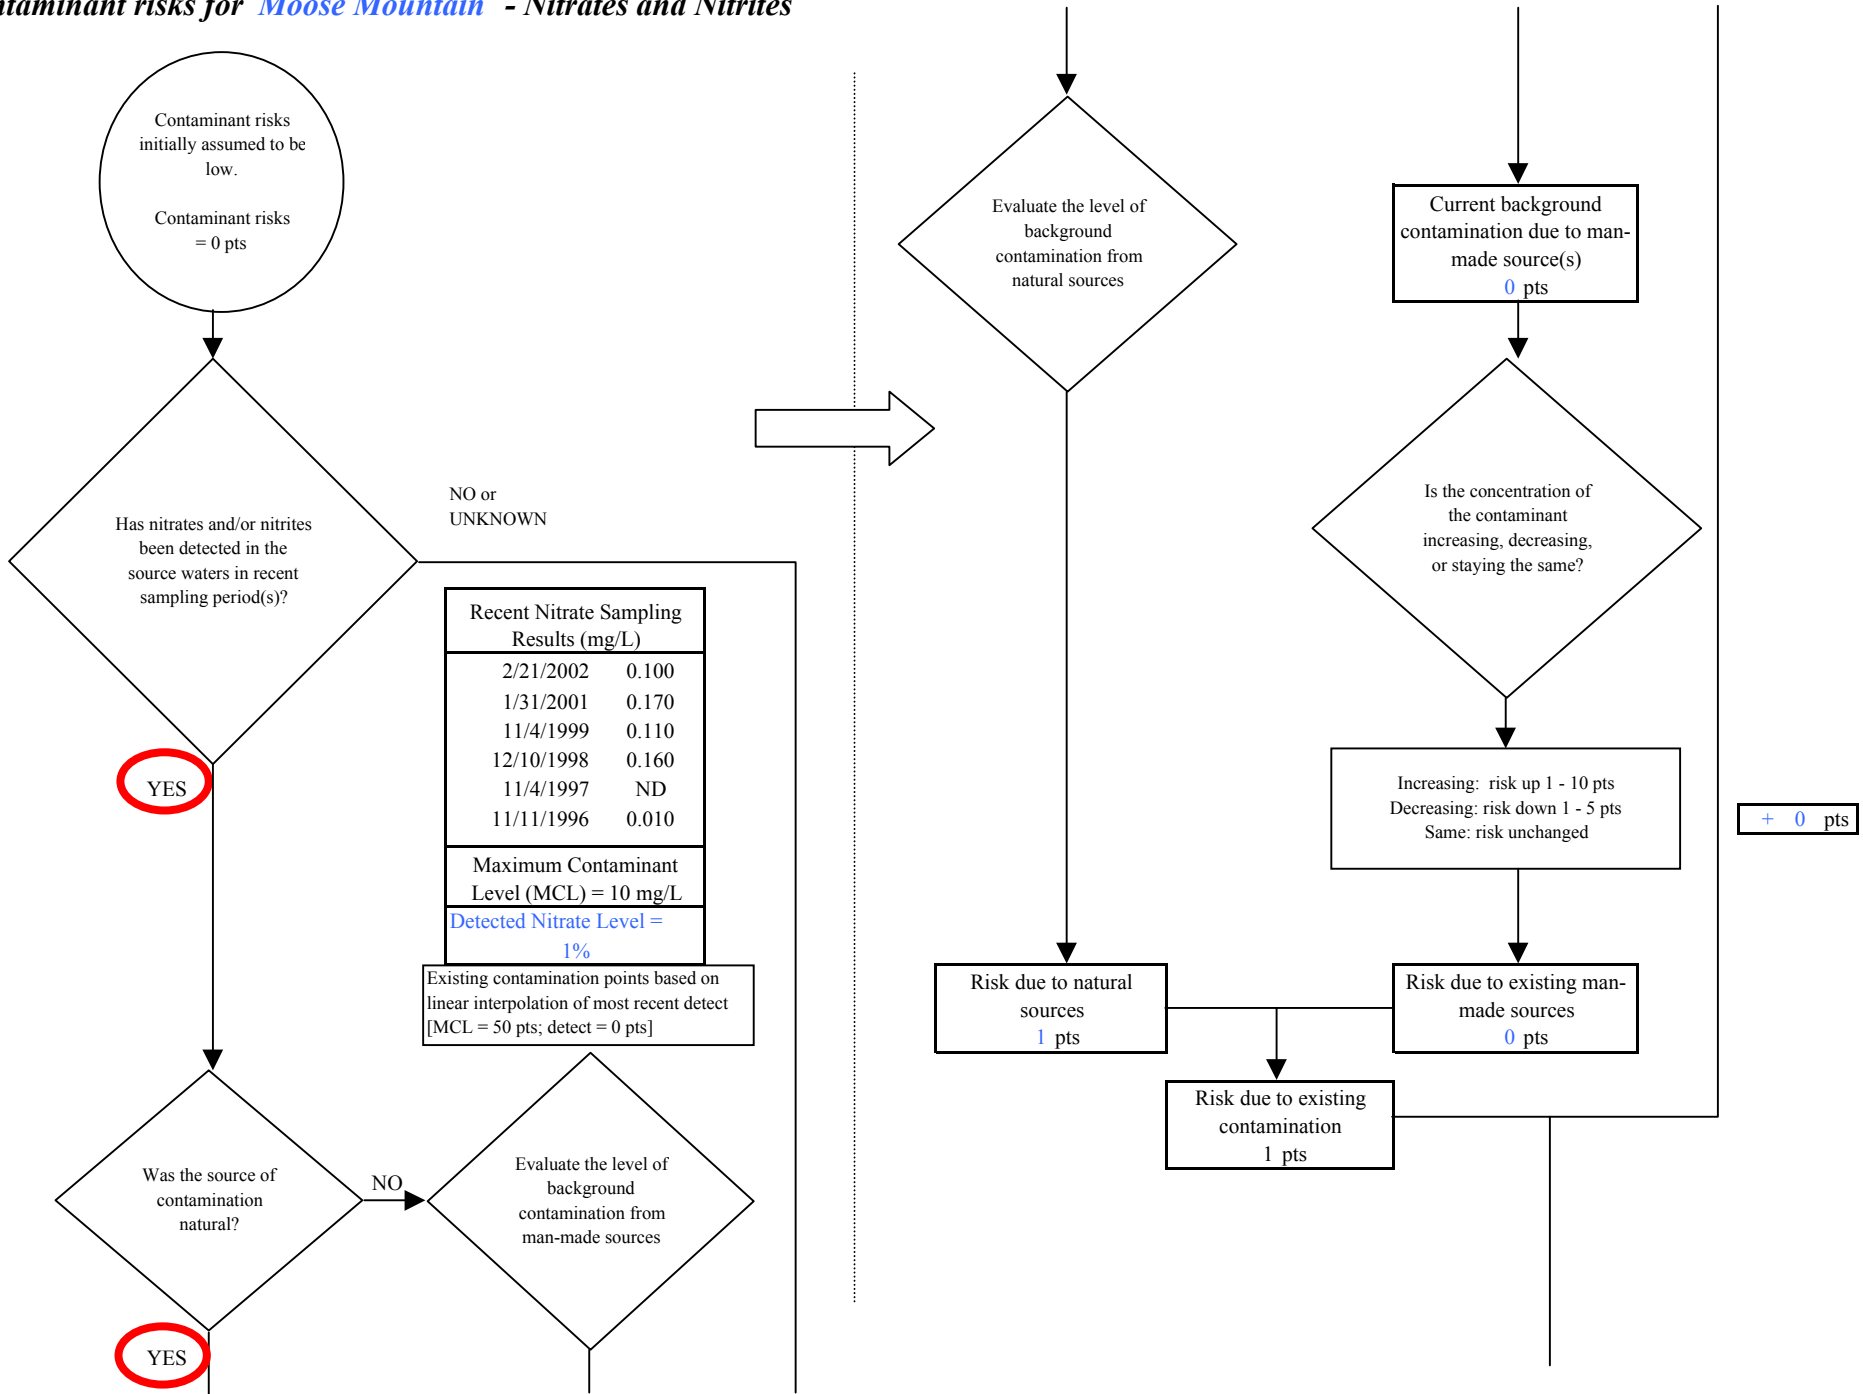 ntaminant risks for Moose Mountain - Nitrates and Nitrites
Contaminant risks
initially assumed to be
low.
Contaminant risks
= 0 pts
Has nitrates and/or nitrites
been detected in the
source waters in recent
sampling period(s)?
NO or
UNKNOWN
YES
Recent Nitrate Sampling
Results (mg/L)
2/21/2002 0.100
1/31/2001 0.170
11/4/1999 0.110
12/10/1998 0.160
11/4/1997 ND
11/11/1996 0.010
Maximum Contaminant
Level (MCL) = 10 mg/L
Detected Nitrate Level =
1%
Existing contamination points based on
linear interpolation of most recent detect
[MCL = 50 pts; detect = 0 pts]
Was the source of
contamination
natural?
NO
YES
Evaluate the level of
background
contamination from
man-made sources
Evaluate the level of
background
contamination from
natural sources
Current background
contamination due to man-
made source(s)
0 pts
Is the concentration of
the contaminant
increasing, decreasing,
or staying the same?
Increasing: risk up 1 - 10 pts
Decreasing: risk down 1 - 5 pts
Same: risk unchanged
+ 0 pts
Risk due to natural
sources
1 pts
Risk due to existing man-
made sources
0 pts
Risk due to existing
contamination
1 pts